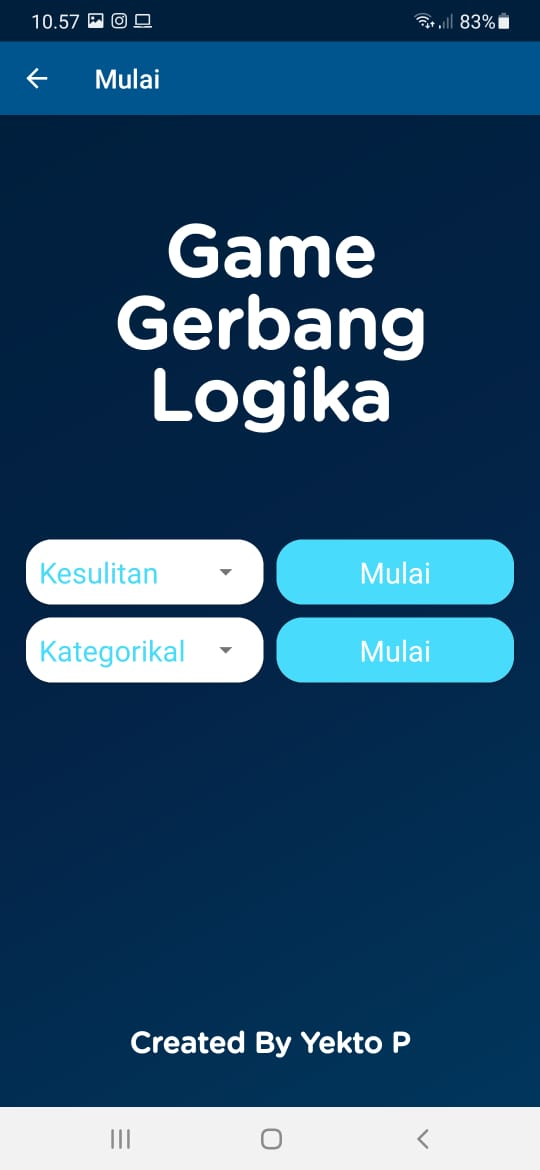 10.57 83%
Mulai
Game
Gerbang
Logika
Kesulitan Mulai
Kategorikal Mulai
Created By Yekto P